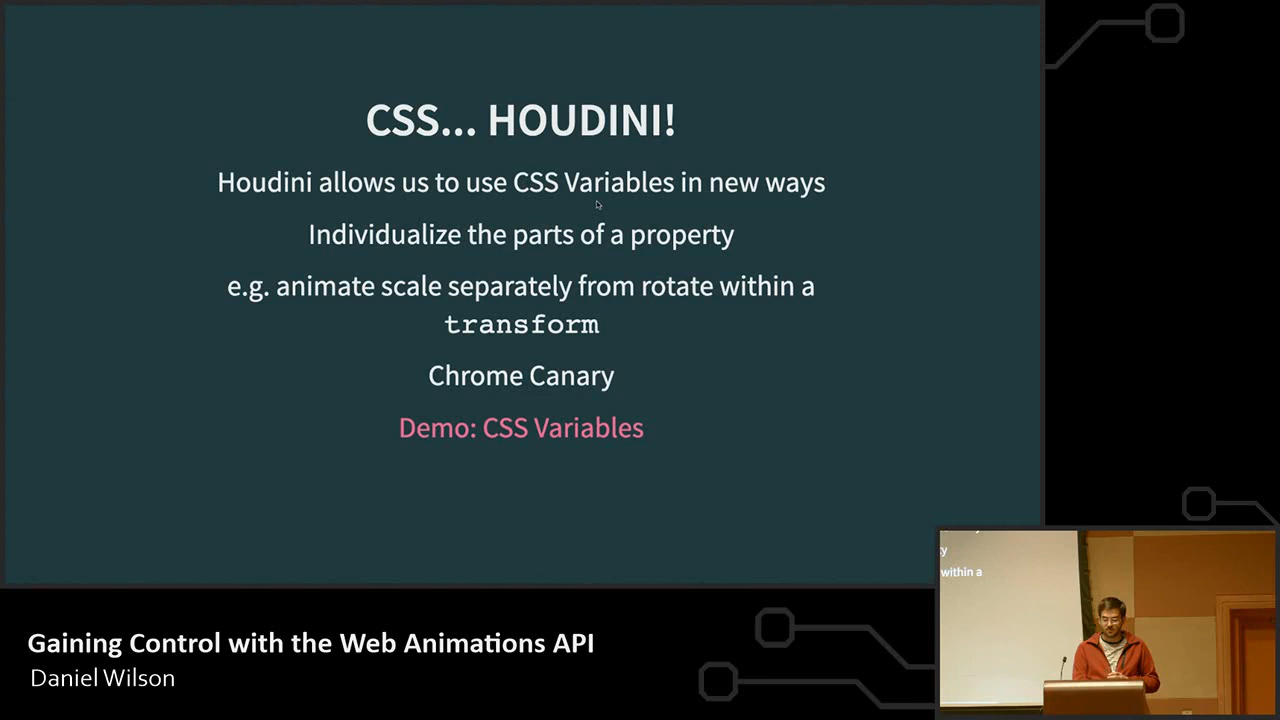 CSS... HOUDINI!
Houdini allows us to use CSS Variables in new ways
Individualize the parts of a property
e.g. animate scale separately from rotate within a
transform
Chrome Canary
Demo: CSS Variables
y
within a
Gaining Control with the Web Animations API
Daniel Wilson